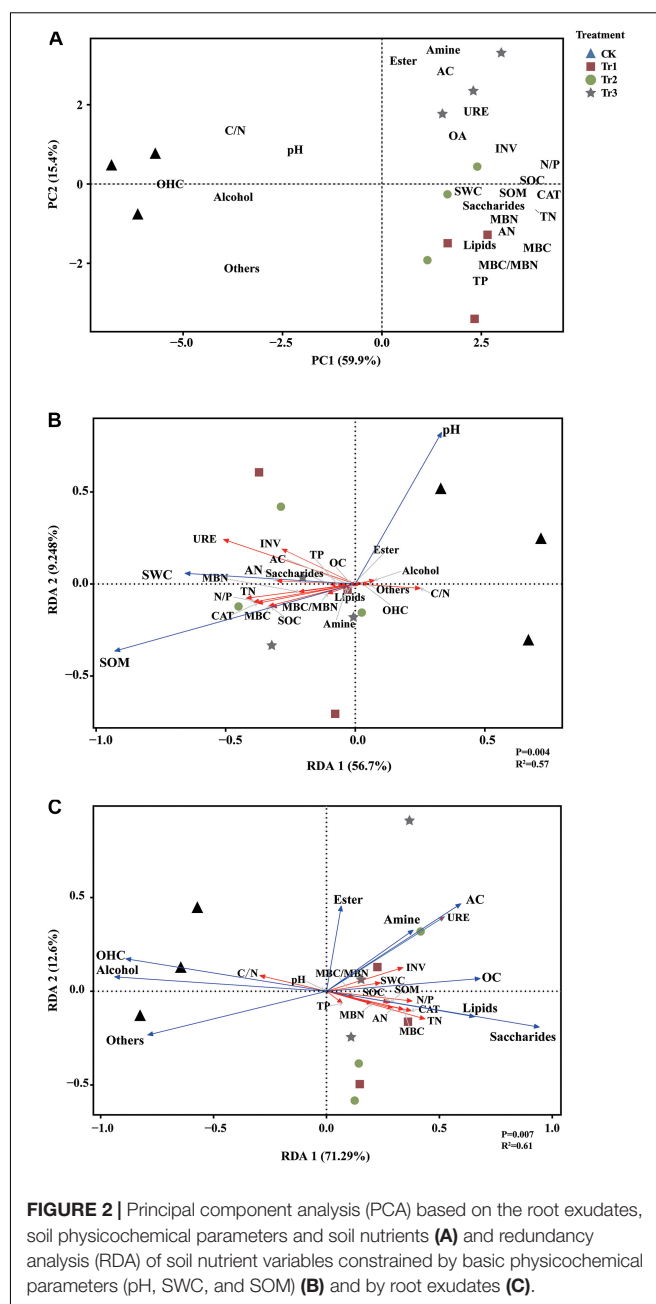 A
Treatment
CK
Tr1
Tr2
Tr3
Amine
Ester
AC
URE
C/N
pH
OA
INV
N/P
SOC
OHC
Alcohol
SWC
SOM
CAT
Saccharides
MBN
TN
AN
Lipids
MBC
Others
MBC/MBN
TP
2
0
−2
PC2 (15.4%)
−5.0
−2.5
0.0
2.5
PC1 (59.9%)
B
pH
URE
INV
TP
AC
OC
Ester
SWC
AN
Saccharides
Alcohol
MBN
TN
Others
C/N
N/P
Lipids
CAT
MBC
MBC/MBN
OHC
SOC
Amine
SOM
0.5
0.0
−0.5
RDA 2 (9.248%)
−1.0
−0.5
0.0
0.5
RDA 1 (56.7%)
P=0.004
R²=0.57
C
Ester
AC
Amine
URE
OHC
Alcohol
C/N
pH
MBC/MBN
INV
SWC
OC
SOC
SOM
N/P
TP
MBN
AN
CAT
Lipids
TN
MBC
Saccharides
Others
0.5
0.0
−0.5
RDA 2 (12.6%)
−1.0
−0.5
0.0
0.5
1.0
RDA 1 (71.29%)
P=0.007
R²=0.61
FIGURE 2 | Principal component analysis (PCA) based on the root exudates,
soil physicochemical parameters and soil nutrients (A) and redundancy
analysis (RDA) of soil nutrient variables constrained by basic physicochemical
parameters (pH, SWC, and SOM) (B) and by root exudates (C).